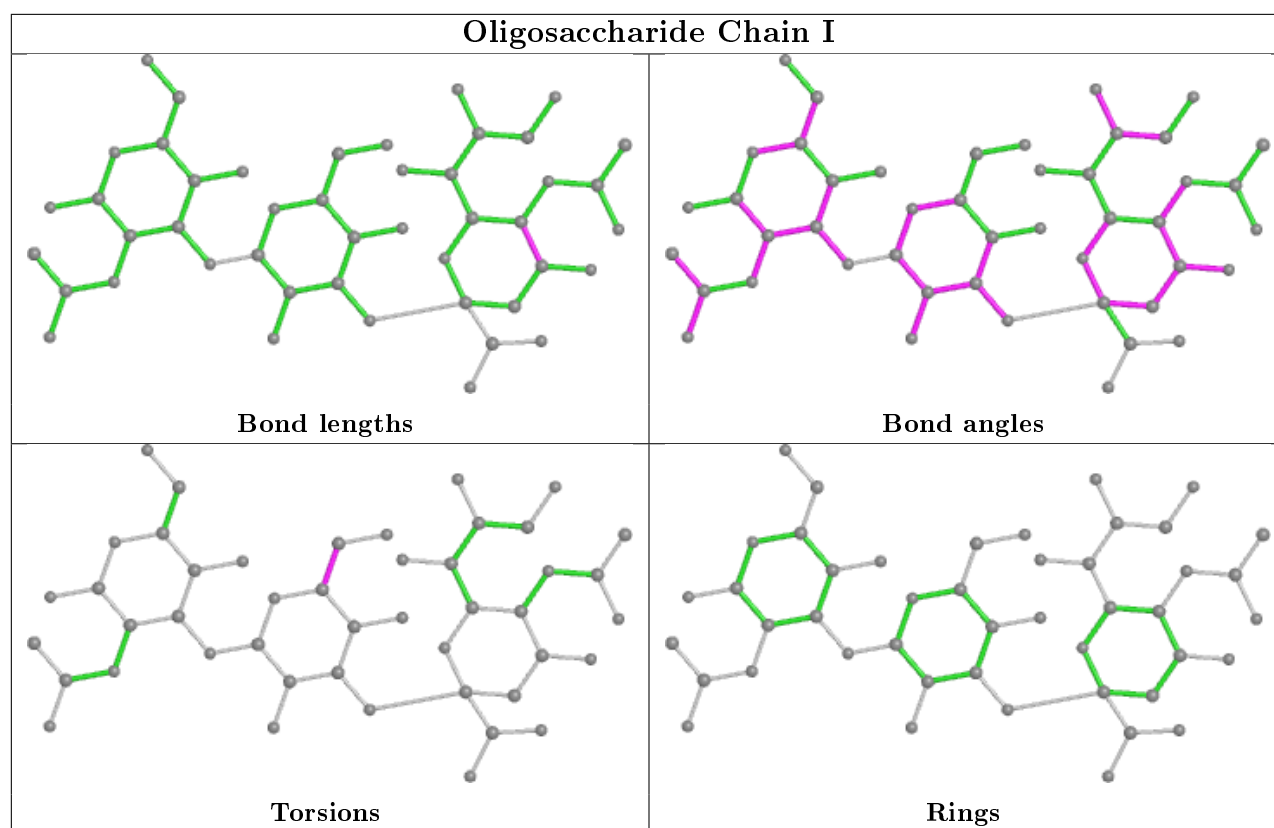 Oligosaccharide Chain I
Bond lengths
Bond angles
Torsions
Rings